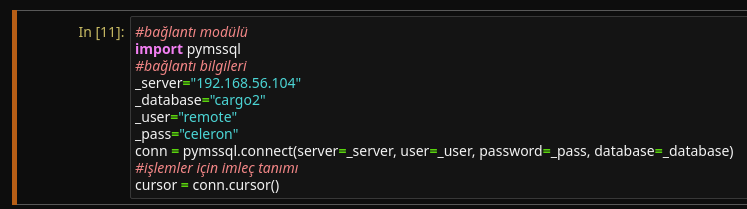 In [11]:
#bağlantı modülü
import pymssql
#bağlantı bilgileri
_server="192.168.56.104"
_database="cargo2"
_user="remote"
_pass="celeron"
conn = pymssql.connect(server=_server, user=_user, password=_pass, database=_database)
#işlemler için imleç tanımı
cursor = conn.cursor()